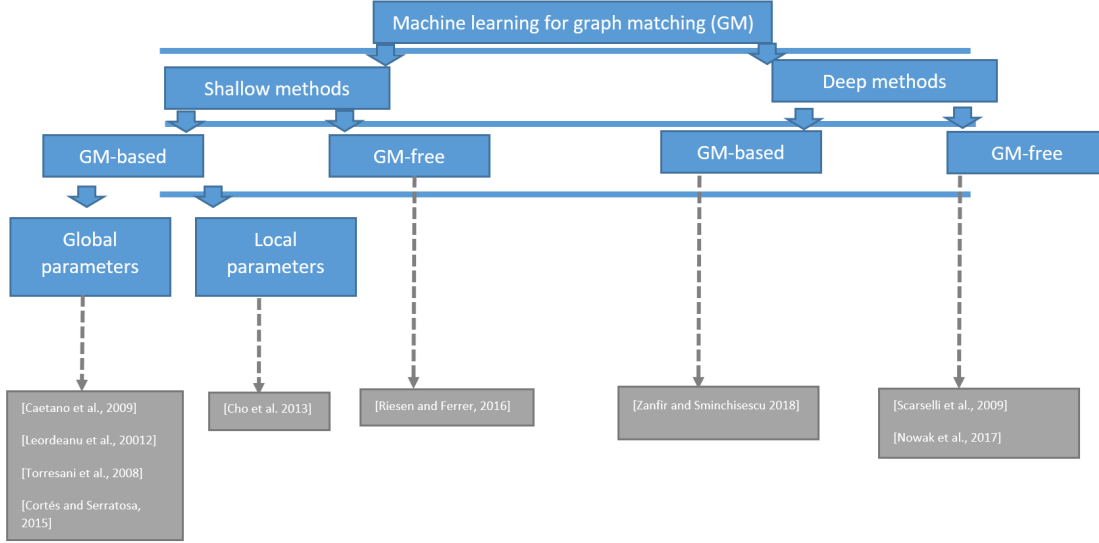 Machine learning for graph matching (GM)
Shallow methods
Deep methods
GM-based
GM-free
GM-based
GM-free
Global
parameters
Local
parameters
[Caetano et al., 2009]
[Leordeanu et al., 20012]
[Torresani et al., 2008]
[Cortés and Serratosa,
2015]
[Cho et al. 2013]
[Riesen and Ferrer, 2016]
[Zanfir and Sminchisescu 2018]
[Scarselli et al., 2009]
[Nowak et al., 2017]